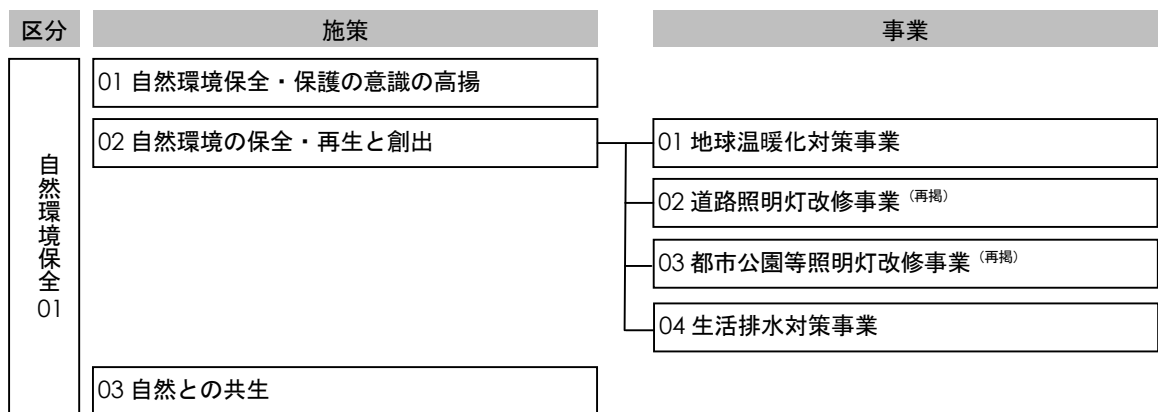 区分
施策
事業
自然環境保全01
01 自然環境保全・保護の意識の高揚
02 自然環境の保全・再生と創出
01 地球温暖化対策事業
02 道路照明灯改修事業（再掲）
03 都市公園等照明灯改修事業（再掲）
04 生活排水対策事業
03 自然との共生